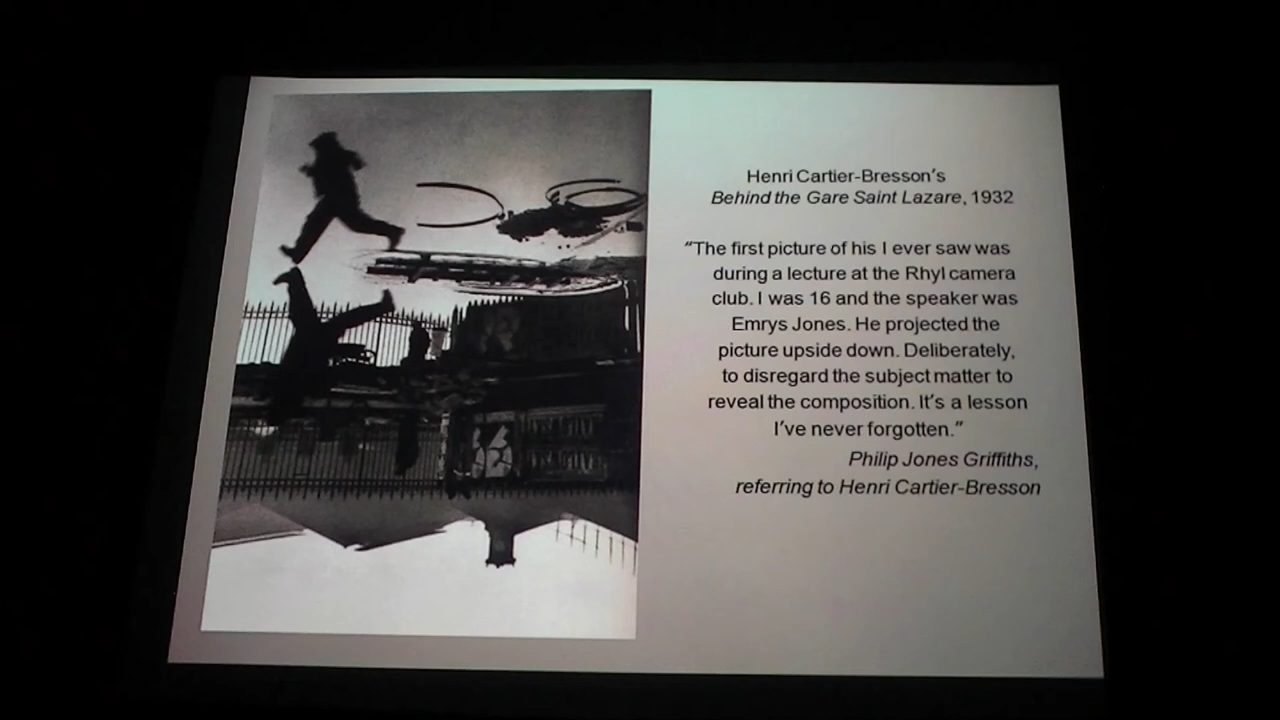 Henri Cartier-Bresson's
Behind the Gare Saint Lazare, 1932
"The first picture of his I ever saw was
during a lecture at the Rhyl camera
club. I was 16 and the speaker was
Emrys Jones. He projected the
picture upside down. Deliberately,
to disregard the subject matter to
reveal the composition. It's a lesson
I've never forgotten."
Philip Jones Griffiths,
referring to Henri Cartier-Bresson